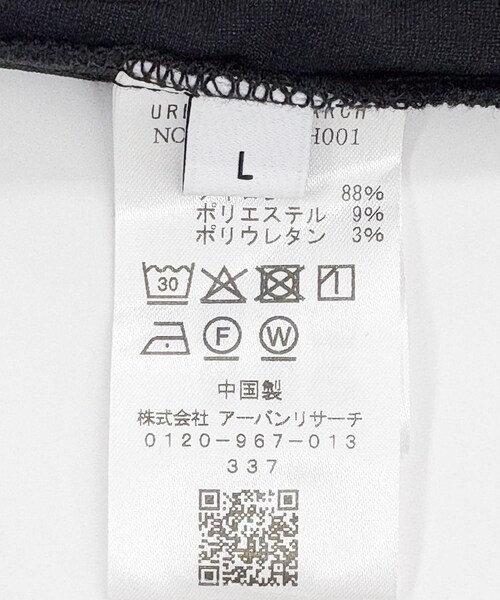 L
H001
88%
ポリエステル 9%
ポリウレタン 3%
30
F W
中国製
株式会社 アーバンリサーチ
0120-967-013
337